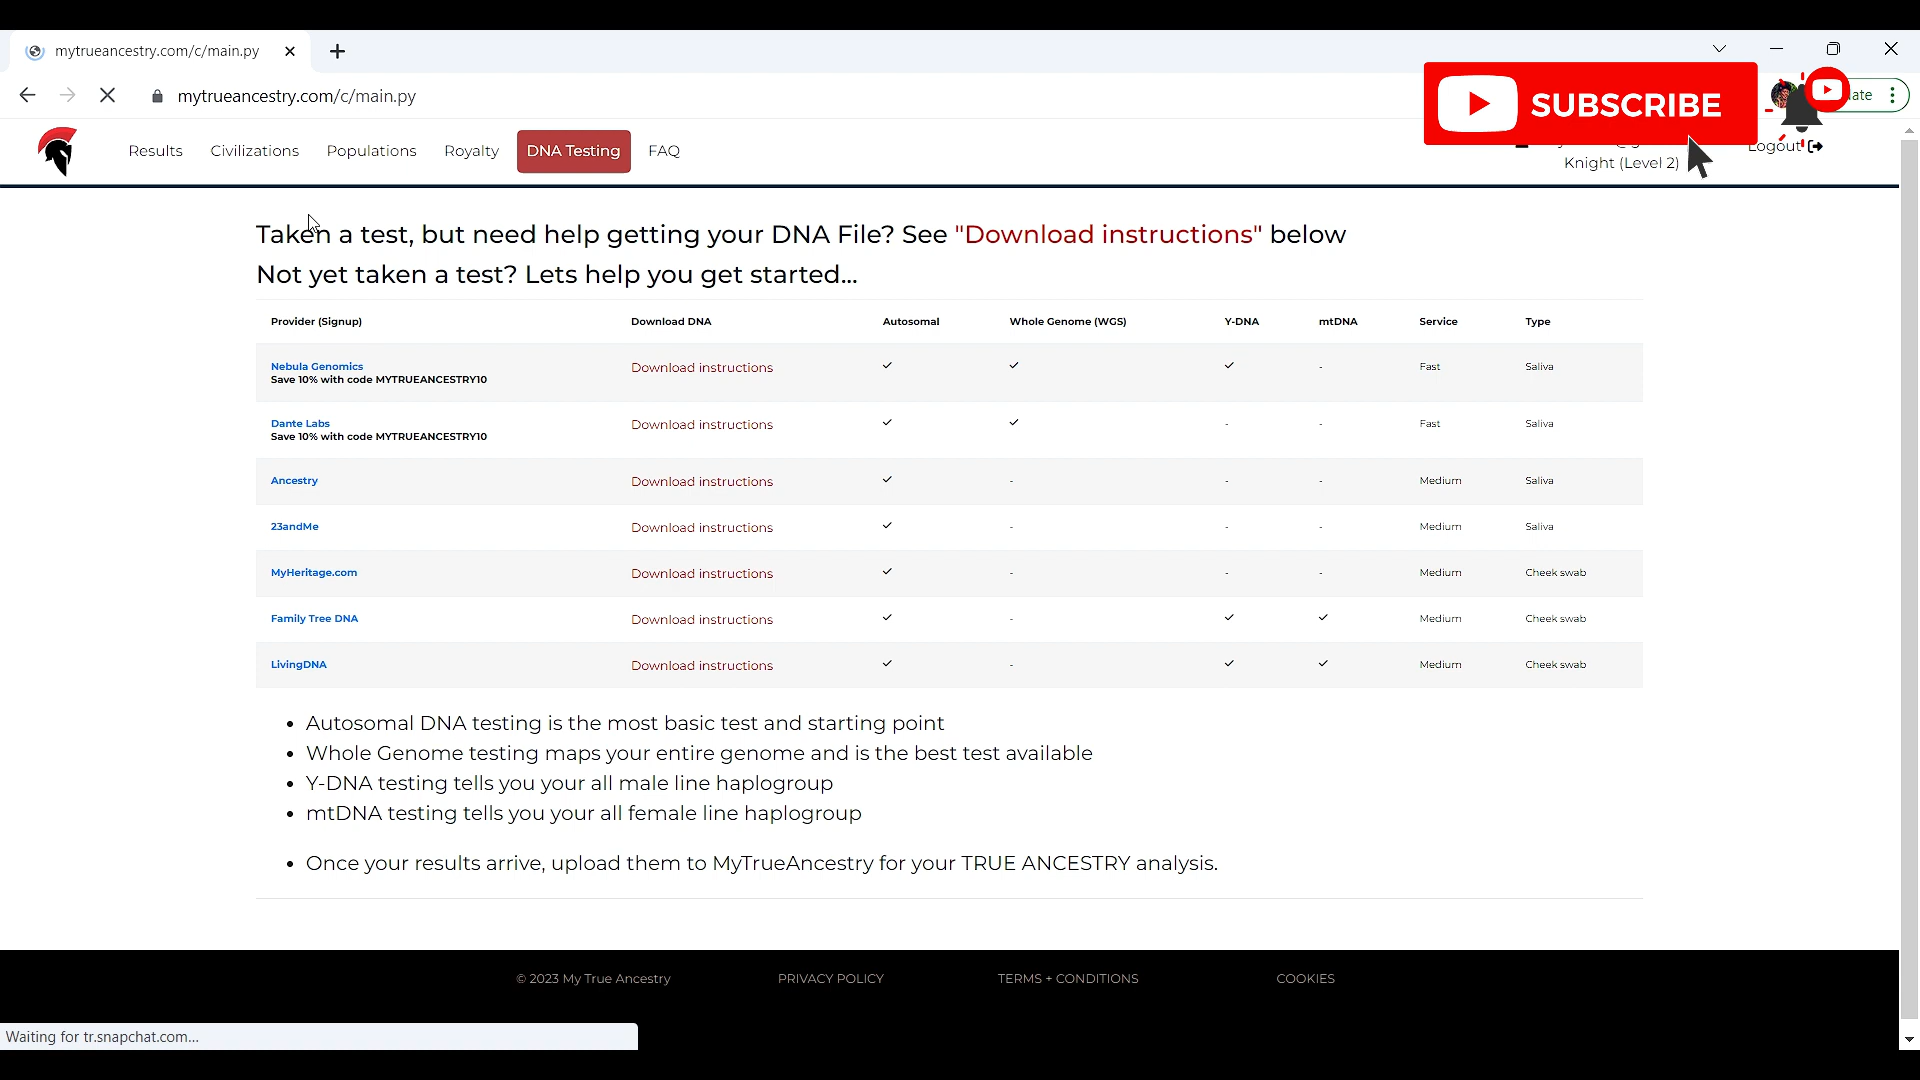 mytrueancestry.com/c/main.py
mytrueancestry.com/c/main.py
SUBSCRIBE
Results Civilizations Populations Royalty DNA Testing FAQ
Logout
Knight (Level 2)
Taken a test, but need help getting your DNA File? See "Download instructions" below
Not yet taken a test? Lets help you get started...
Provider (Signup) Download DNA Autosomal Whole Genome (WGS) Y-DNA mtDNA Service Type
Nebula Genomics Download instructions ✓ ✓ ✓ - Fast Saliva
Save 10% with code MYTRUEANCESTRY10
Dante Labs Download instructions ✓ ✓ - - Fast Saliva
Save 10% with code MYTRUEANCESTRY10
Ancestry Download instructions ✓ - - - Medium Saliva
23andMe Download instructions ✓ - - - Medium Saliva
MyHeritage.com Download instructions ✓ - - - Medium Cheek swab
Family Tree DNA Download instructions ✓ - ✓ ✓ Medium Cheek swab
LivingDNA Download instructions ✓ - ✓ ✓ Medium Cheek swab
• Autosomal DNA testing is the most basic test and starting point
• Whole Genome testing maps your entire genome and is the best test available
• Y-DNA testing tells you your all male line haplogroup
• mtDNA testing tells you your all female line haplogroup
• Once your results arrive, upload them to MyTrueAncestry for your TRUE ANCESTRY analysis.
© 2023 My True Ancestry PRIVACY POLICY TERMS + CONDITIONS COOKIES
Waiting for tr.snapchat.com...